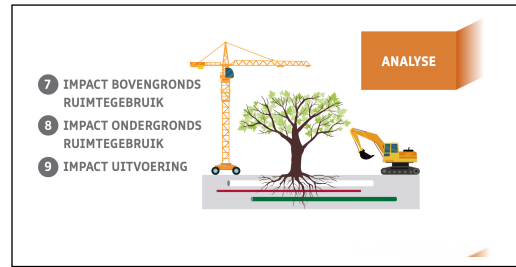 ANALYSE
7 IMPACT BOVENGRONDS
RUIMTEGEBRUIK
8 IMPACT ONDERGRONDS
RUIMTEGEBRUIK
9 IMPACT UITVOERING